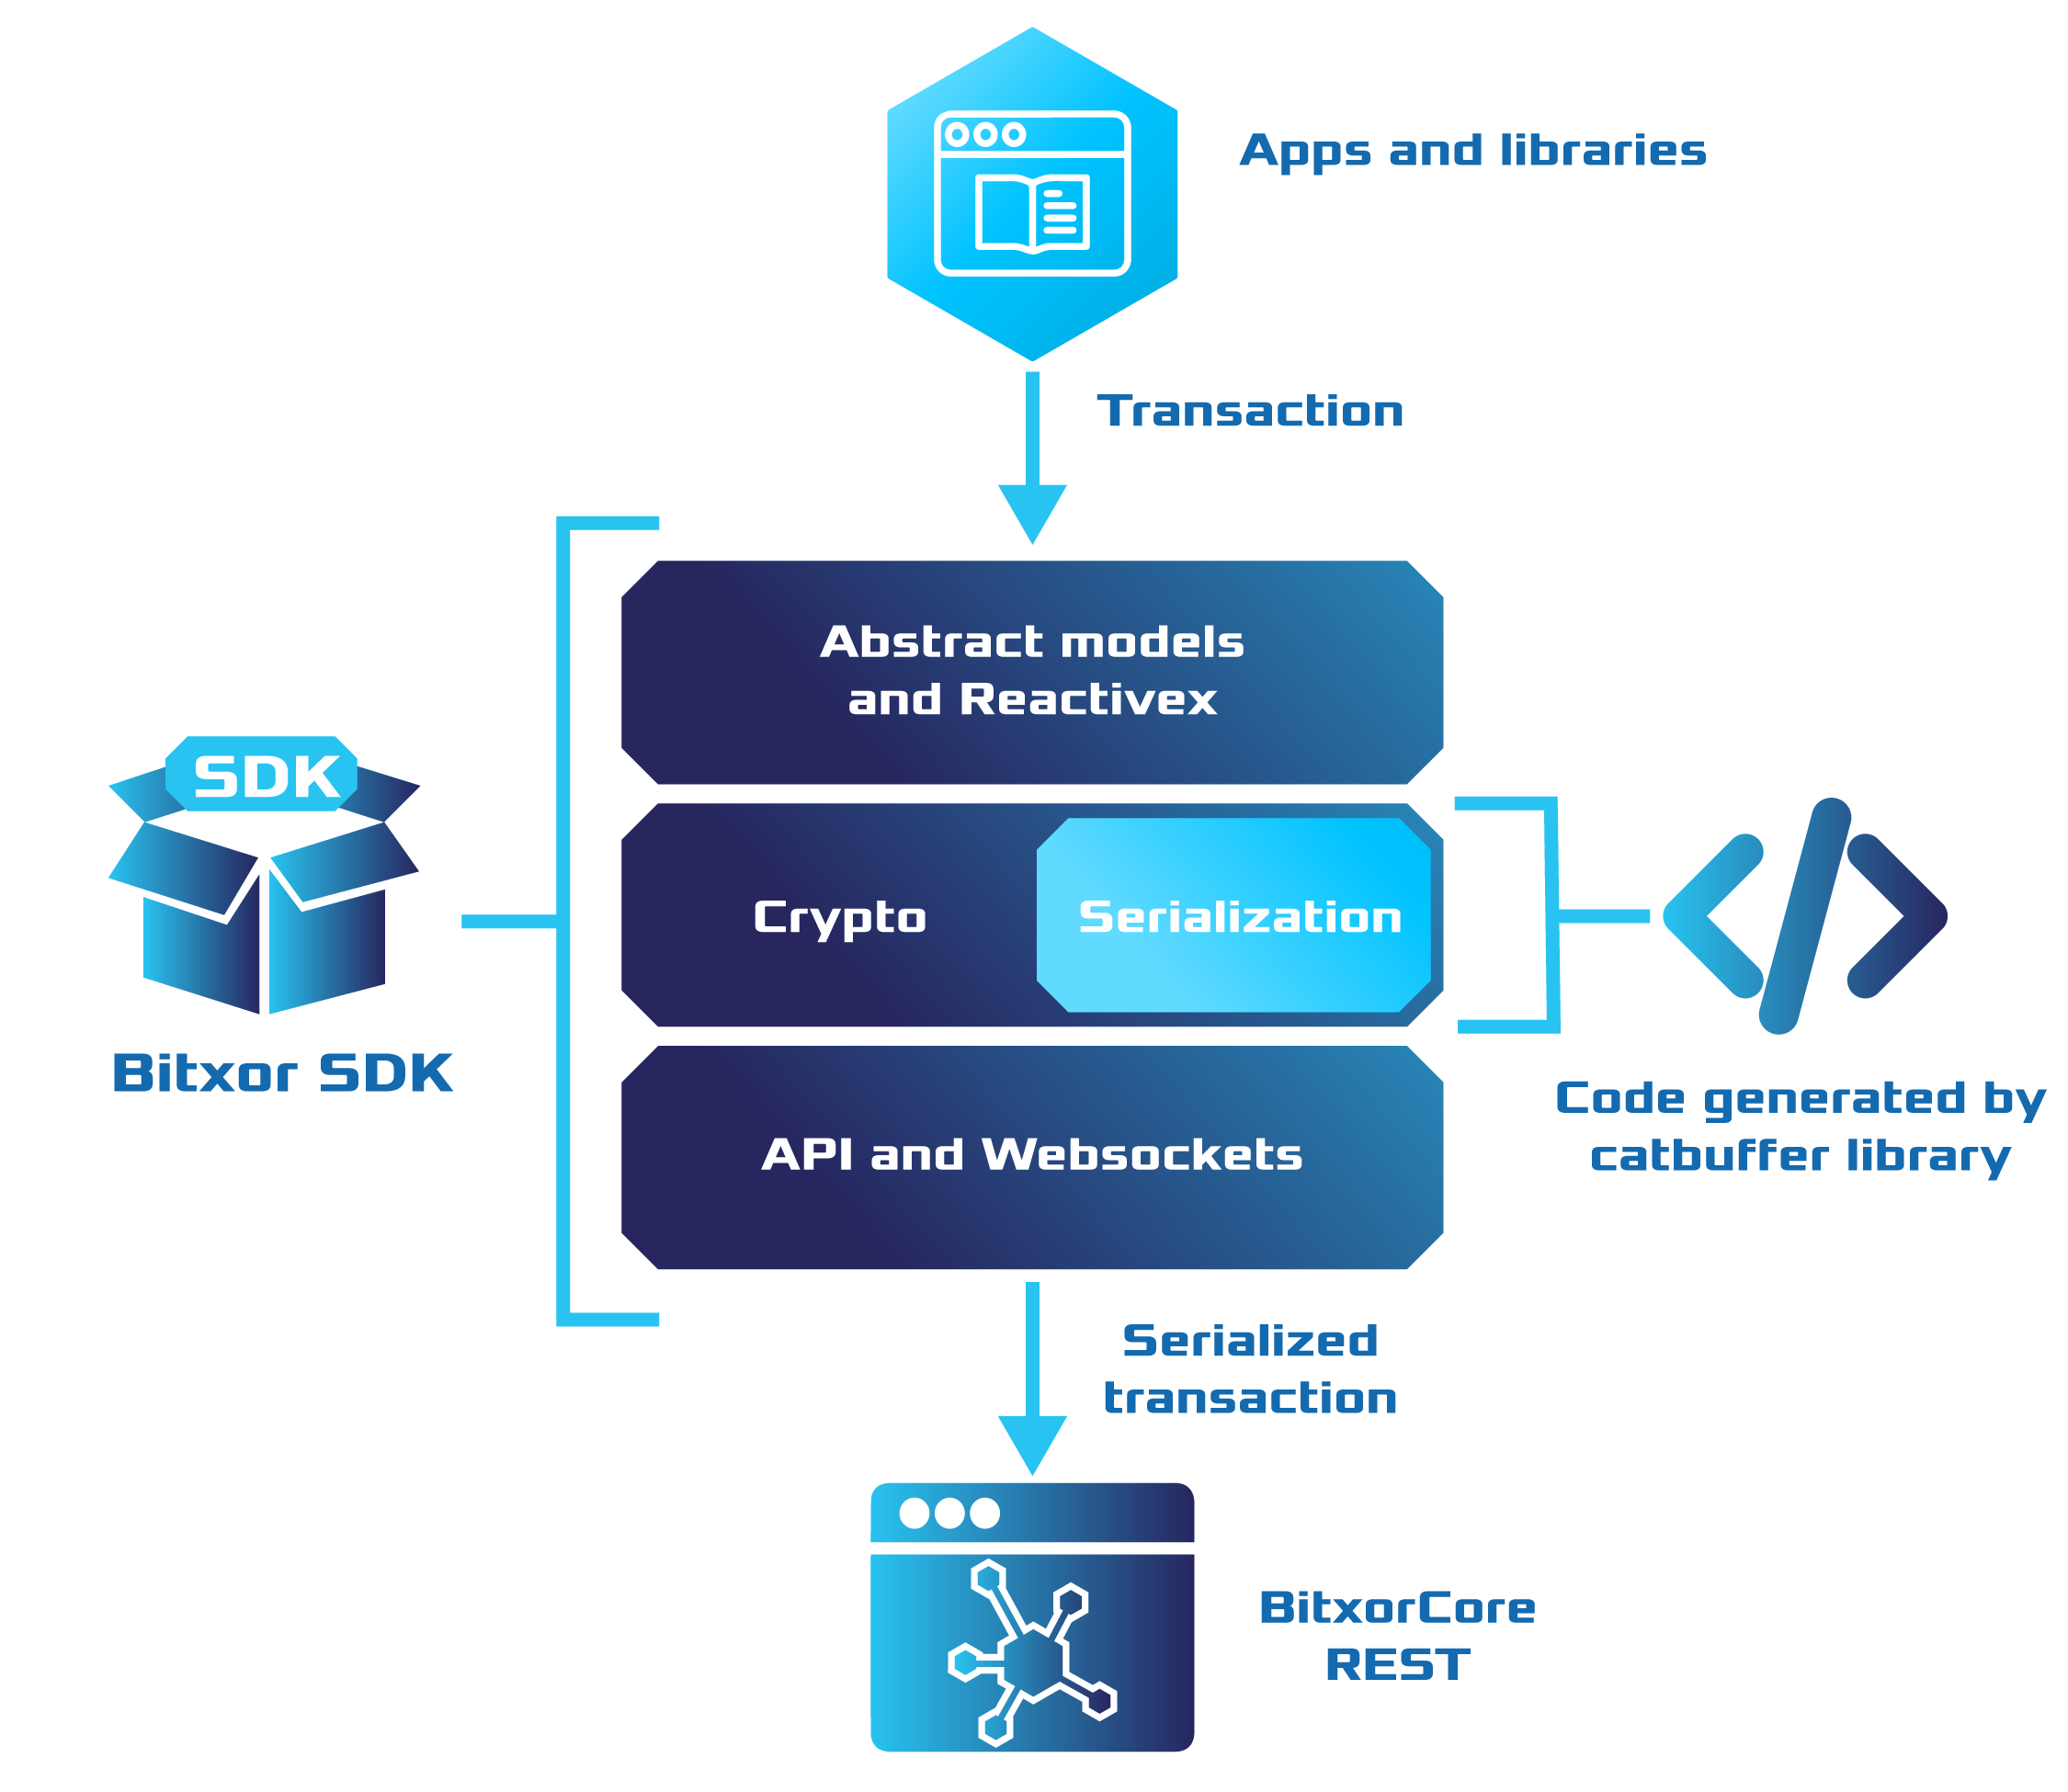 Apps and libraries
Transaction
Abstract models
and Reactivex
SDK
Bitxor SDK
Crypto
Serialization
Code generated by
catbuffer library
API and Websockets
Serialized
transaction
BitxorCore
REST